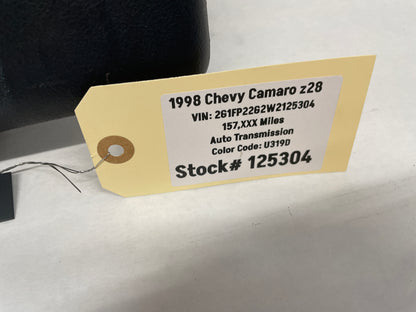 1998 Chevy Camaro z28
VIN: 2G1FP22G2W2125304
157,XXX Miles
Auto Transmission
Color Code: U319D
Stock# 125304